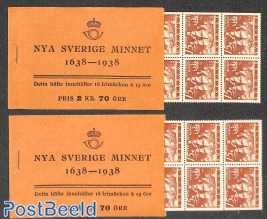 NYA SVERIGE MINNET
1638-1938
Detta häfte innehåller 18 frimärken à 15 öre
PRIS 2 KR. 70 ÖRE
NYA SVERIGE MINNET
1638-1938
Detta häfte innehåller 18 frimärken à 15 öre
70 ÖRE
PostBeeld